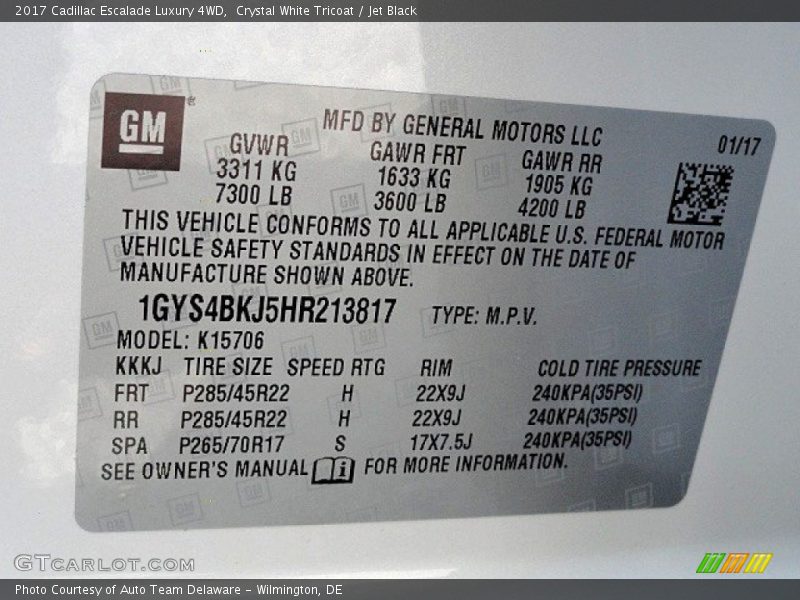 2017 Cadillac Escalade Luxury 4WD, Crystal White Tricoat / Jet Black
GM®
MFD BY GENERAL MOTORS LLC
01/17
GVWR GAWR FRT GAWR RR
3311 KG 1633 KG 1905 KG
7300 LB 3600 LB 4200 LB
THIS VEHICLE CONFORMS TO ALL APPLICABLE U.S. FEDERAL MOTOR
VEHICLE SAFETY STANDARDS IN EFFECT ON THE DATE OF
MANUFACTURE SHOWN ABOVE.
1GYS4BKJ5HR213817 TYPE: M.P.V.
MODEL: K15706
KKKJ TIRE SIZE SPEED RTG RIM COLD TIRE PRESSURE
FRT P285/45R22 H 22X9J 240KPA(35PSI)
RR P285/45R22 H 22X9J 240KPA(35PSI)
SPA P265/70R17 S 17X7.5J 240KPA(35PSI)
SEE OWNER'S MANUAL i FOR MORE INFORMATION.
GTCARLOT.COM
Photo Courtesy of Auto Team Delaware - Wilmington, DE